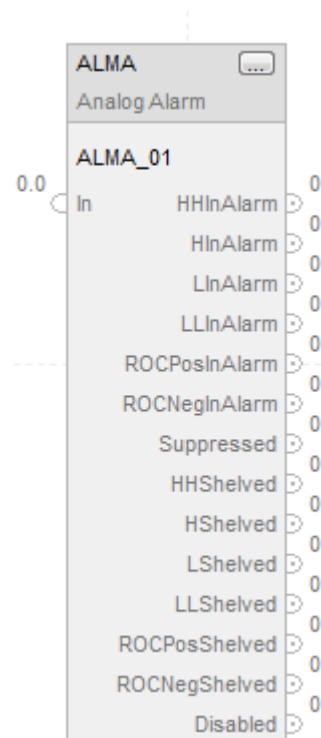 ALMA ...
Analog Alarm
ALMA_01
0.0 In HHInAlarm 0
HInAlarm 0
LInAlarm 0
LLInAlarm 0
ROCPosInAlarm 0
ROCNegInAlarm 0
Suppressed 0
HHShelved 0
HShelved 0
LShelved 0
LLShelved 0
ROCPosShelved 0
ROCNegShelved 0
Disabled 0